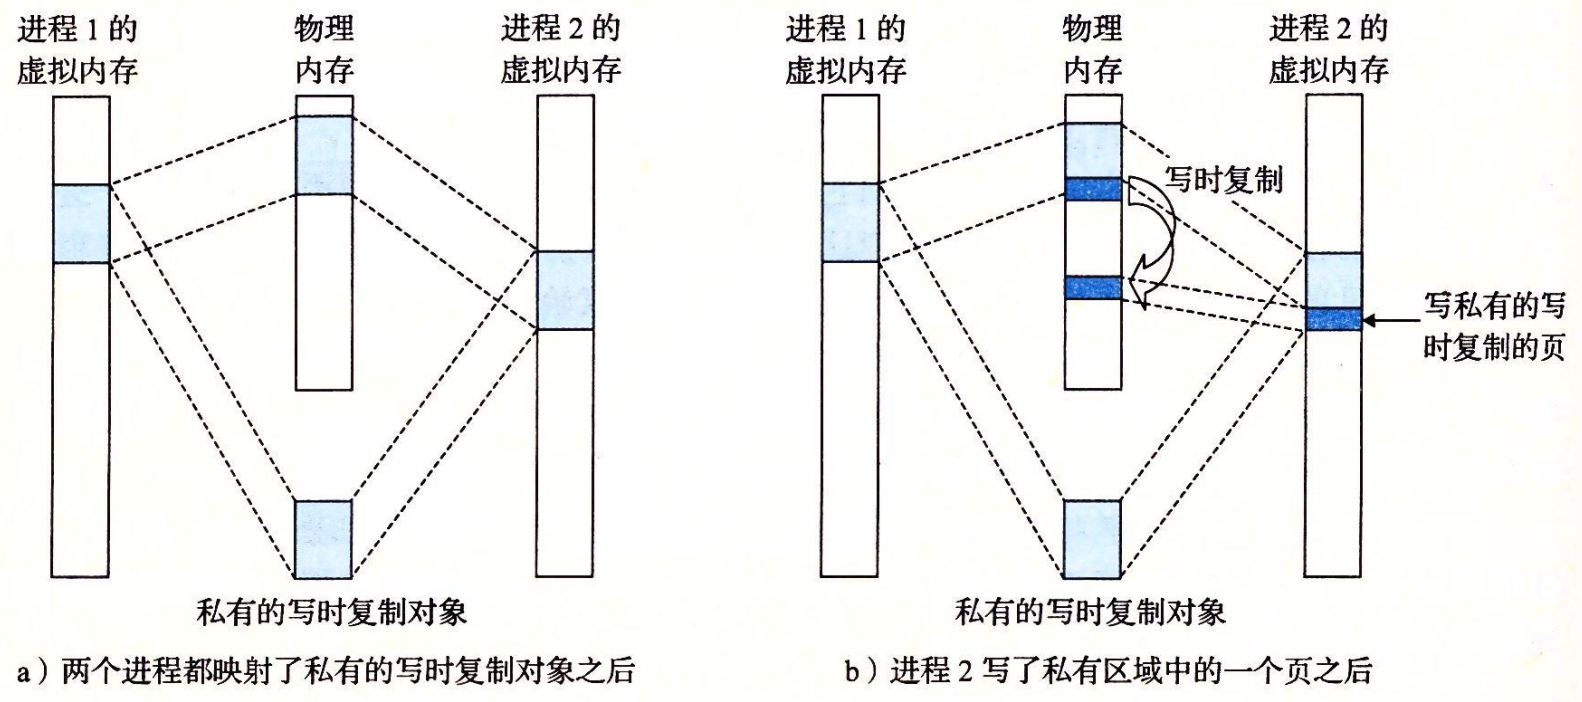 进程 1 的
虚拟内存
物理
内存
进程 2 的
虚拟内存
私有的写时复制对象
a）两个进程都映射了私有的写时复制对象之后
进程 1 的
虚拟内存
物理
内存
进程 2 的
虚拟内存
写时复制
写私有的写
时复制的页
私有的写时复制对象
b）进程 2 写了私有区域中的一个页之后